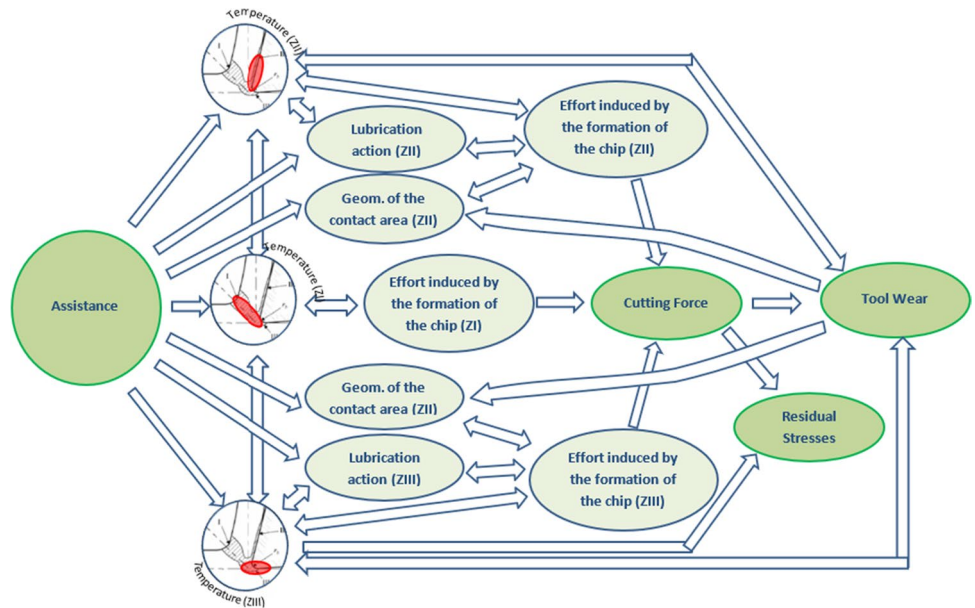 Temperature (ZII)
Lubrication
action (ZII)
Effort induced by
the formation of
the chip (ZII)
Geom. of the
contact area (ZII)
Temperature (ZI)
Assistance
Effort induced by
the formation of
the chip (ZI)
Cutting Force
Tool Wear
Geom. of the
contact area (ZII)
Residual
Stresses
Lubrication
action (ZIII)
Effort induced by
the formation of
the chip (ZIII)
Temperature (ZIII)